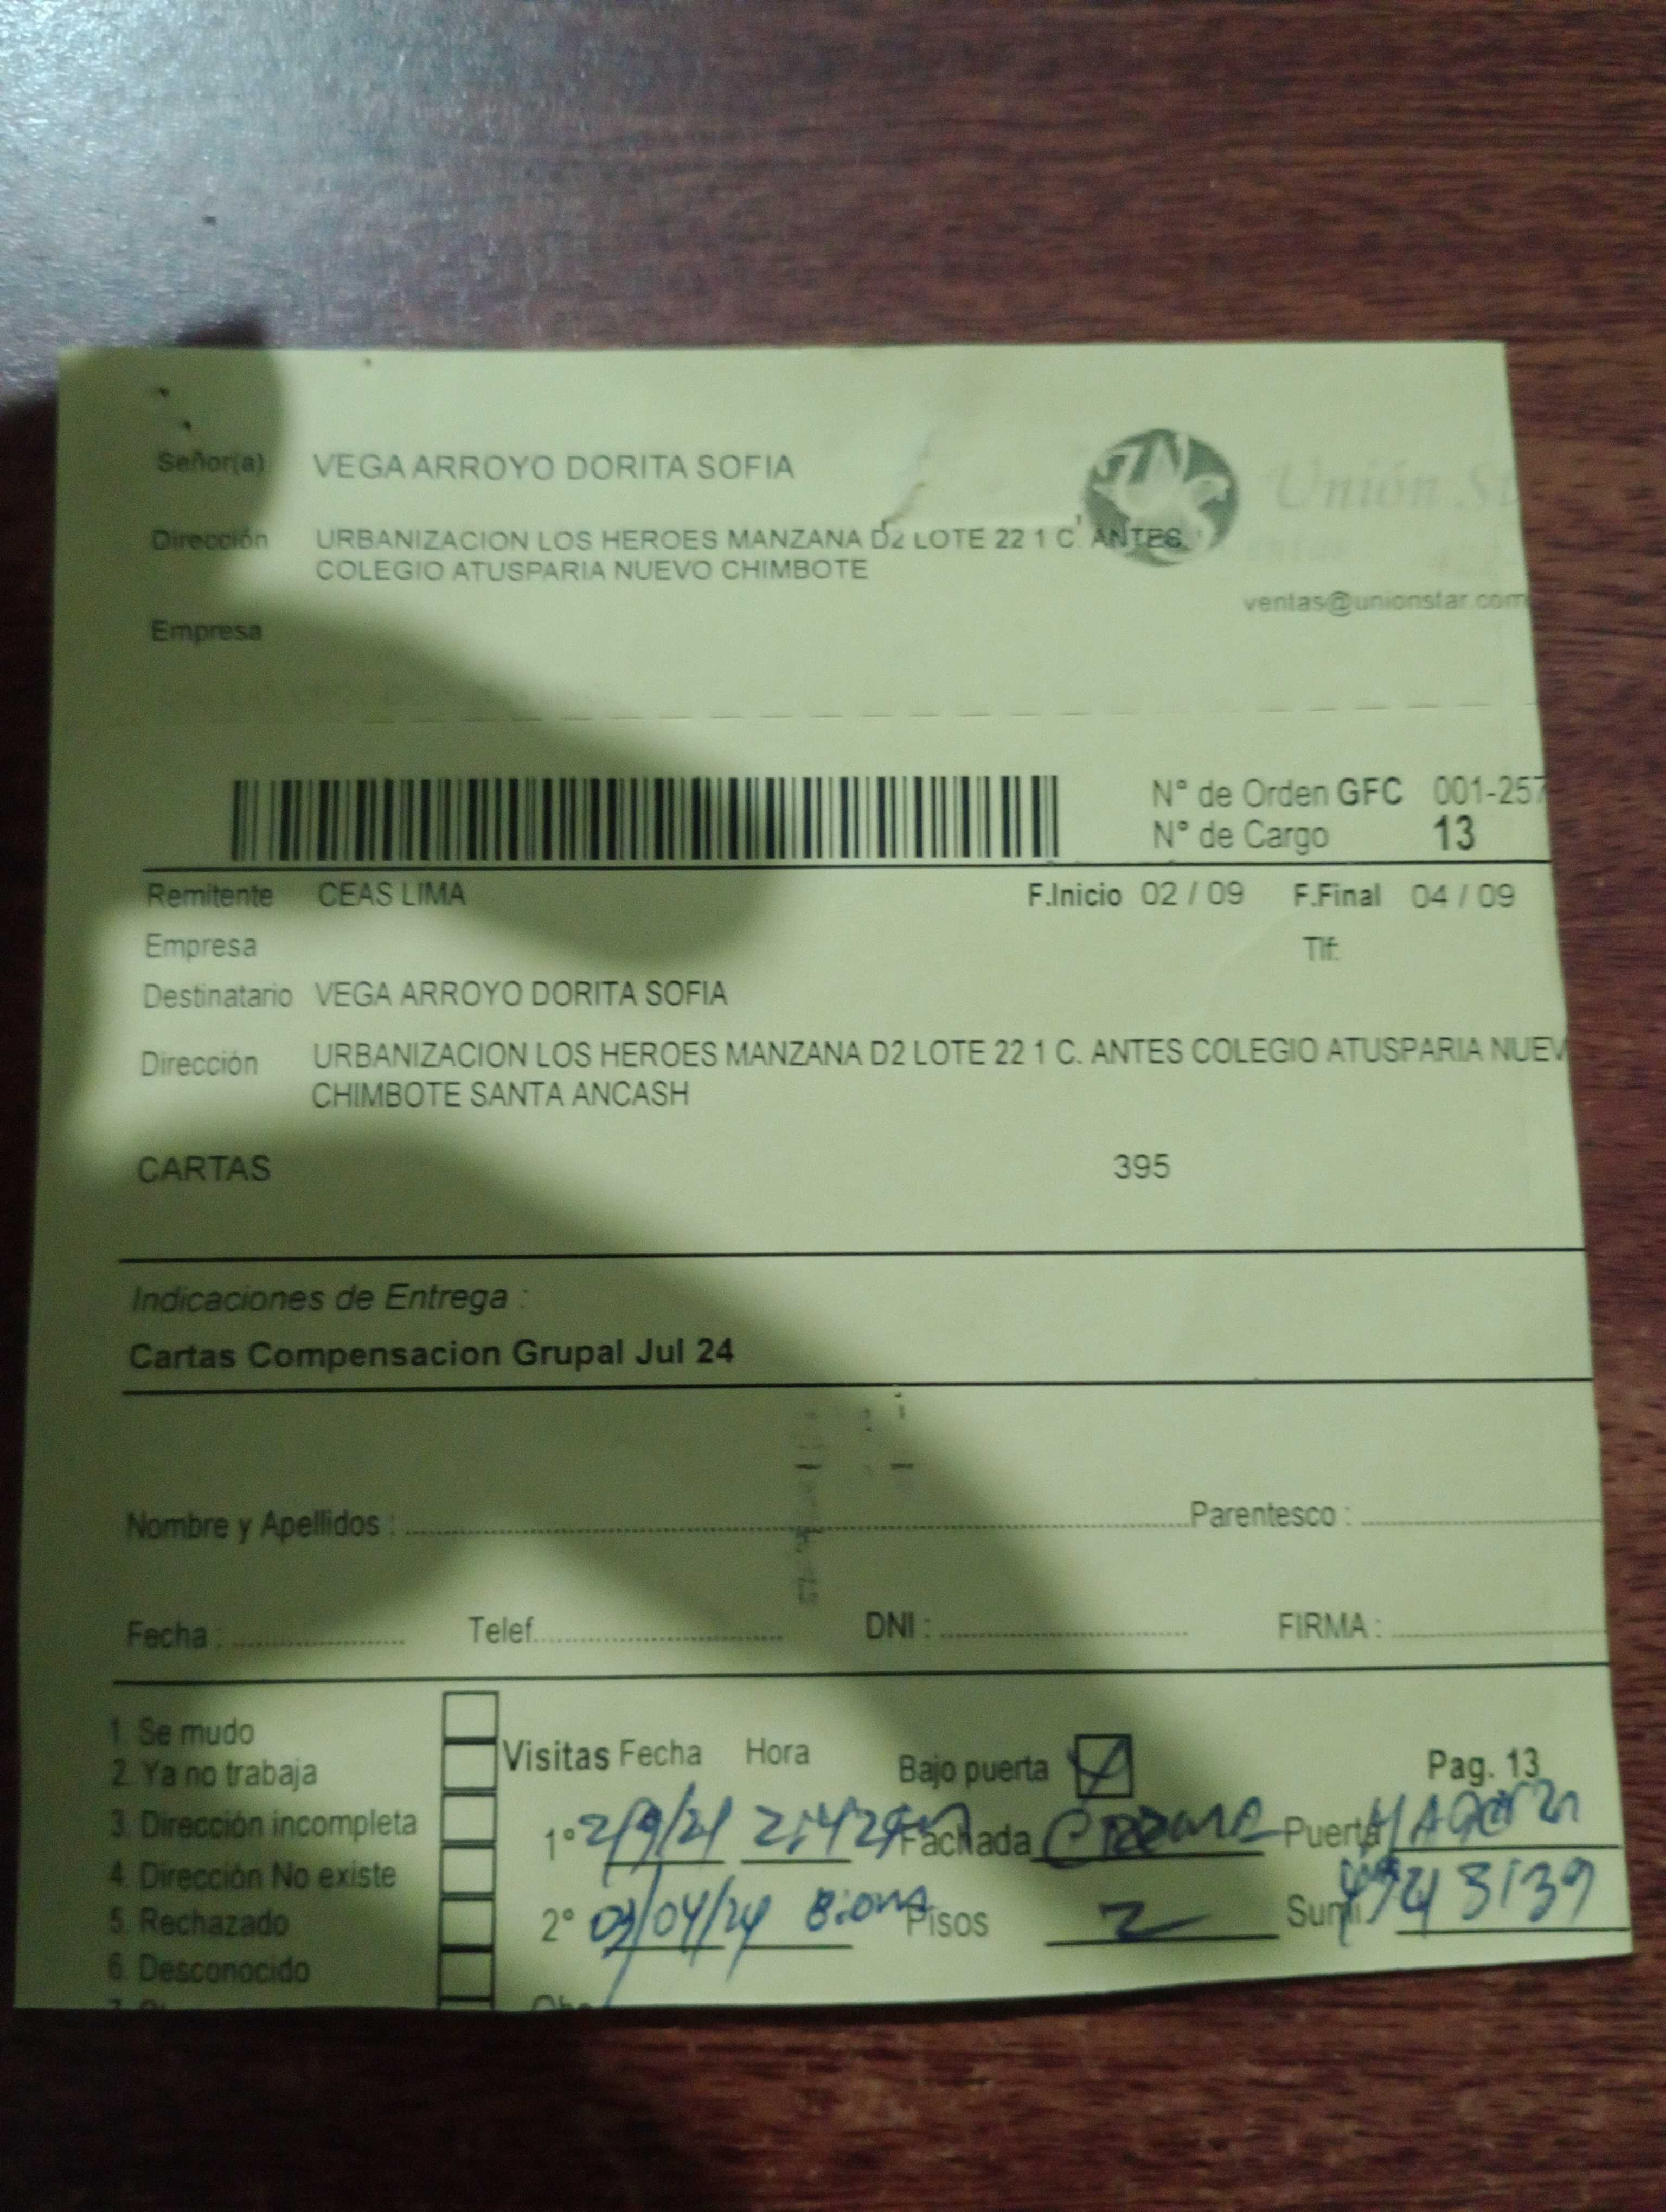 Señor(a) VEGA ARROYO DORITA SOFIA
Unión
Dirección URBANIZACION LOS HEROES MANZANA D2 LOTE 22 1 C. ANTES
COLEGIO ATUSPARIA NUEVO CHIMBOTE
ventas@unionstar.com
Empresa
N° de Orden GFC 001-257
N° de Cargo 13
Remitente CEAS LIMA F.Inicio 02 / 09 F.Final 04 / 09
Empresa Tlf:
Destinatario VEGA ARROYO DORITA SOFIA
Dirección URBANIZACION LOS HEROES MANZANA D2 LOTE 22 1 C. ANTES COLEGIO ATUSPARIA NUEV
CHIMBOTE SANTA ANCASH
CARTAS 395
Indicaciones de Entrega :
Cartas Compensacion Grupal Jul 24
Nombre y Apellidos : Parentesco :
Fecha : Telef. DNI : FIRMA :
1. Se mudo
2. Ya no trabaja
3. Dirección incompleta
4. Dirección No existe
5. Rechazado
6. Desconocido
Visitas Fecha Hora Bajo puerta Pag. 13
1° Fachada Puerta
2° Pisos 2